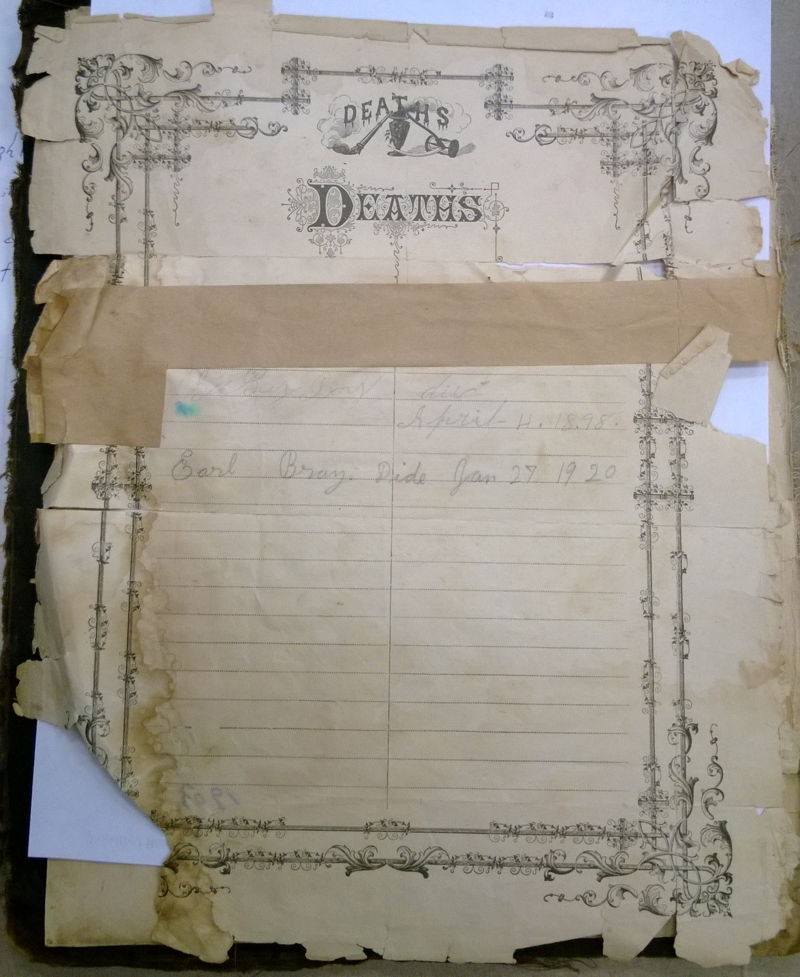 DEATHS
DEATHS
April 4. 1898.
Earl Bray. Dide Jan 27 1920